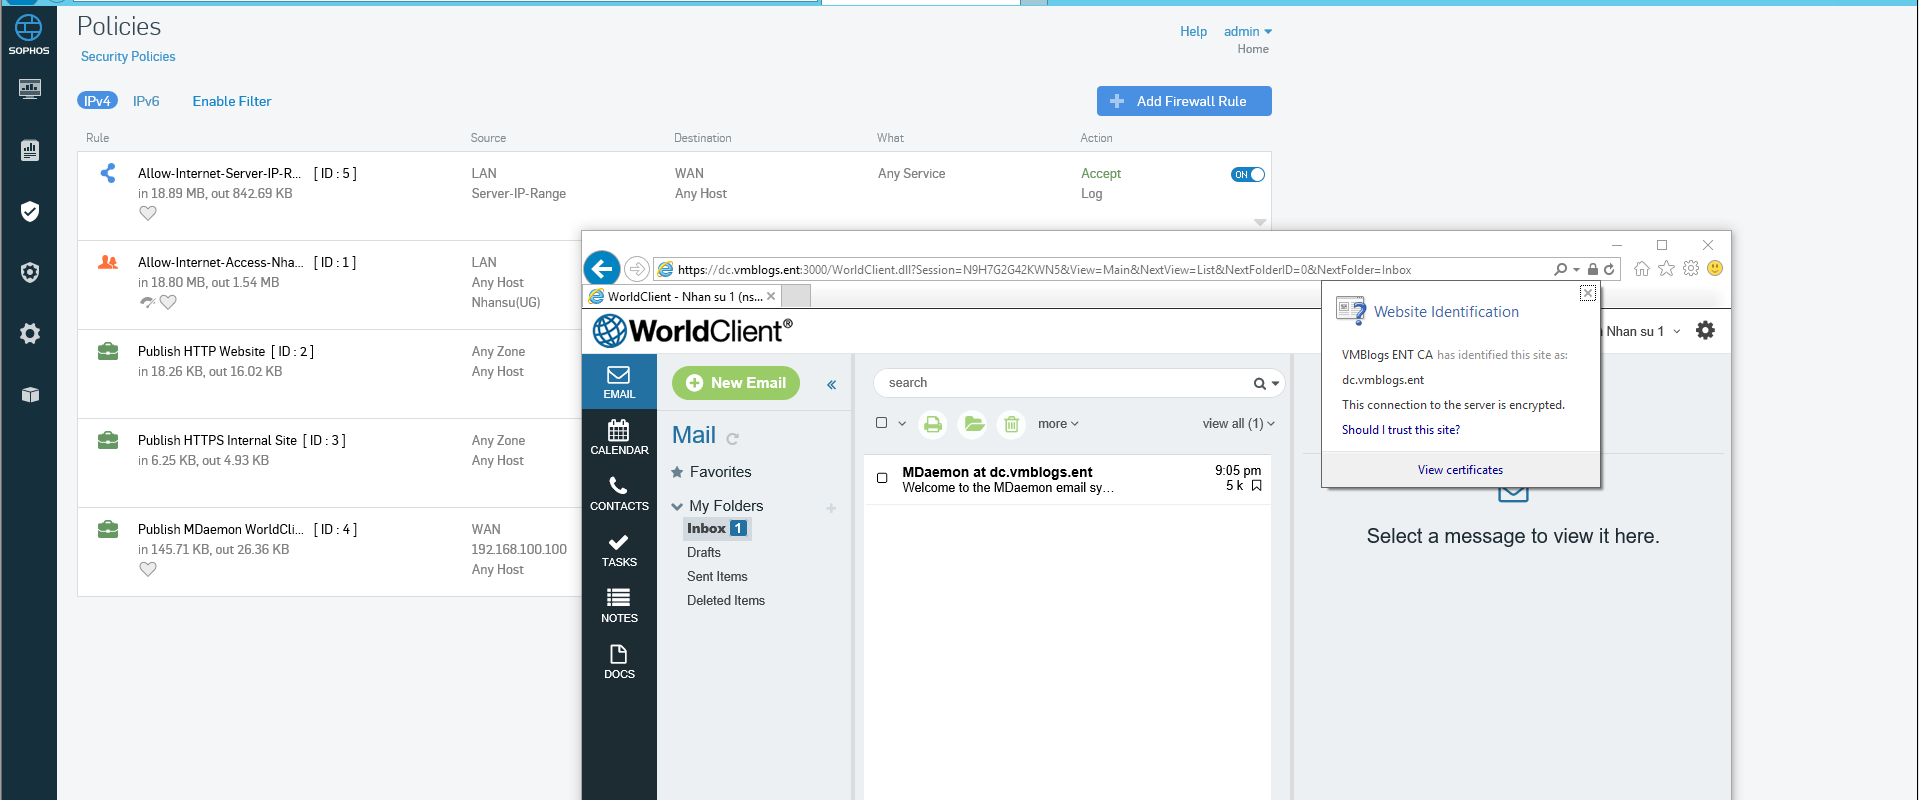 SOPHOS
Policies
Security Policies
Help admin
Home
IPv4 IPv6 Enable Filter
Add Firewall Rule
Rule Source Destination What Action
Allow-Internet-Server-IP-R... [ ID : 5 ] LAN WAN Any Service Accept ON
in 18.89 MB, out 842.69 KB Server-IP-Range Any Host Log
Allow-Internet-Access-Nha... [ ID : 1 ] LAN
in 18.80 MB, out 1.54 MB Any Host
Nhansu(UG)
Publish HTTP Website [ ID : 2 ] Any Zone
in 18.26 KB, out 16.02 KB Any Host
Publish HTTPS Internal Site [ ID : 3 ] Any Zone
in 6.25 KB, out 4.93 KB Any Host
Publish MDaemon WorldCli... [ ID : 4 ] WAN
in 145.71 KB, out 26.36 KB 192.168.100.100
Any Host
https://dc.vmblogs.ent:3000/WorldClient.dll?Session=N9H7G2G42KWN5&View=Main&NextView=List&NextFolderID=0&NextFolder=Inbox
WorldClient - Nhan su 1 (ns...
WorldClient®
Nhan su 1
EMAIL
CALENDAR
CONTACTS
TASKS
NOTES
DOCS
New Email
Mail
Favorites
My Folders
Inbox 1
Drafts
Sent Items
Deleted Items
search
more view all (1)
MDaemon at dc.vmblogs.ent 9:05 pm
Welcome to the MDaemon email sy... 5 k
Website Identification
VMBlogs ENT CA has identified this site as:
dc.vmblogs.ent
This connection to the server is encrypted.
Should I trust this site?
View certificates
Select a message to view it here.